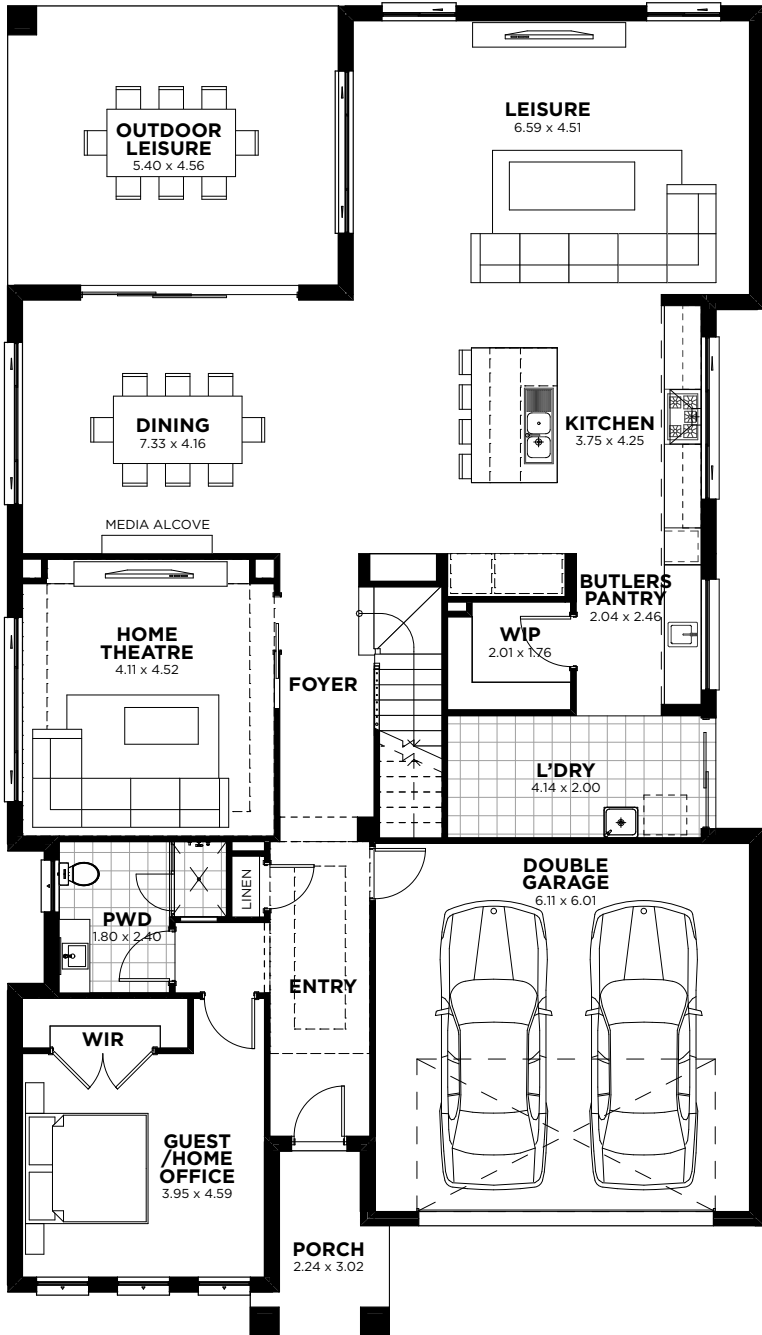 OUTDOOR
LEISURE
5.40 x 4.56
LEISURE
6.59 x 4.51
DINING
7.33 x 4.16
KITCHEN
3.75 x 4.25
MEDIA ALCOVE
HOME
THEATRE
4.11 x 4.52
FOYER
WIP
2.01 x 1.76
BUTLERS
PANTRY
2.04 x 2.46
L'DRY
4.14 x 2.00
PWD
1.80 x 2.40
LINEN
DOUBLE
GARAGE
6.11 x 6.01
ENTRY
WIR
GUEST
/HOME
OFFICE
3.95 x 4.59
PORCH
2.24 x 3.02